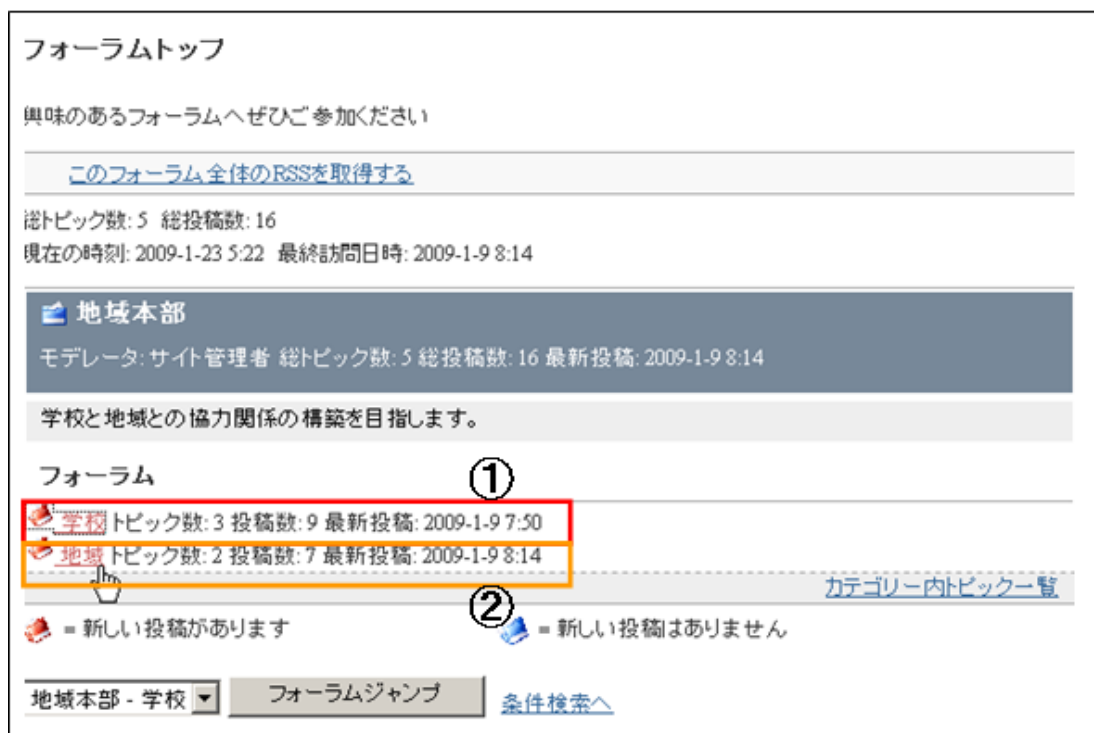 フォーラムトップ
興味のあるフォーラムへぜひご参加ください
このフォーラム全体のRSSを取得する
総トピック数: 5 総投稿数: 16
現在の時刻: 2009-1-23 5:22 最終訪問日時: 2009-1-9 8:14
地域本部
モデレータ: サイト管理者 総トピック数: 5 総投稿数: 16 最新投稿: 2009-1-9 8:14
学校と地域との協力関係の構築を目指します。
フォーラム
①
学校 トピック数: 3 投稿数: 9 最新投稿: 2009-1-9 7:50
地域 トピック数: 2 投稿数: 7 最新投稿: 2009-1-9 8:14
カテゴリー内トピック一覧
②
= 新しい投稿があります = 新しい投稿はありません
地域本部 - 学校 フォーラムジャンプ 条件検索へ